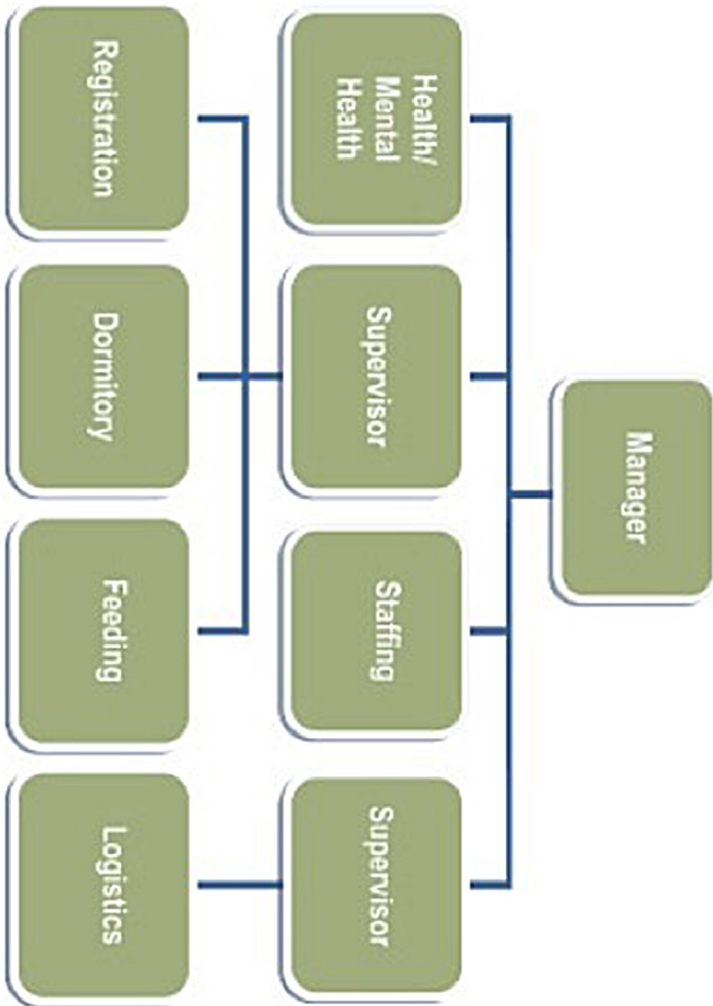 Manager
Health/
Mental
Health
Supervisor
Staffing
Supervisor
Registration
Dormitory
Feeding
Logistics